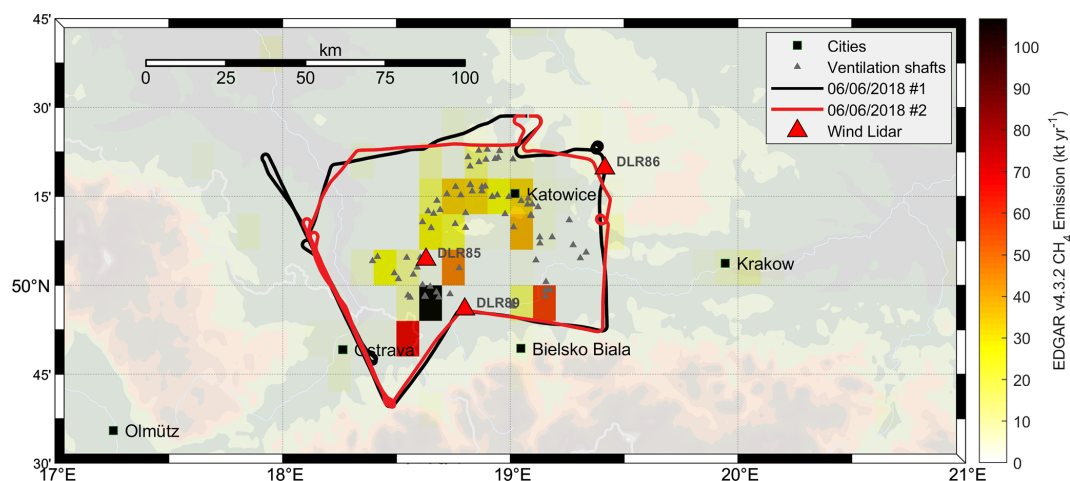 45'
30'
15'
50°N
45'
30'
17°E
18°E
19°E
20°E
21°E
km
0 25 50 75 100
Cities
Ventilation shafts
06/06/2018 #1
06/06/2018 #2
Wind Lidar
DLR86
Katowice
DLR85
Krakow
DLR89
Ostrava
Bielsko Biala
Olmütz
100
90
80
70
60
50
40
30
20
10
0
EDGAR v4.3.2 CH4 Emission (kt yr-1)